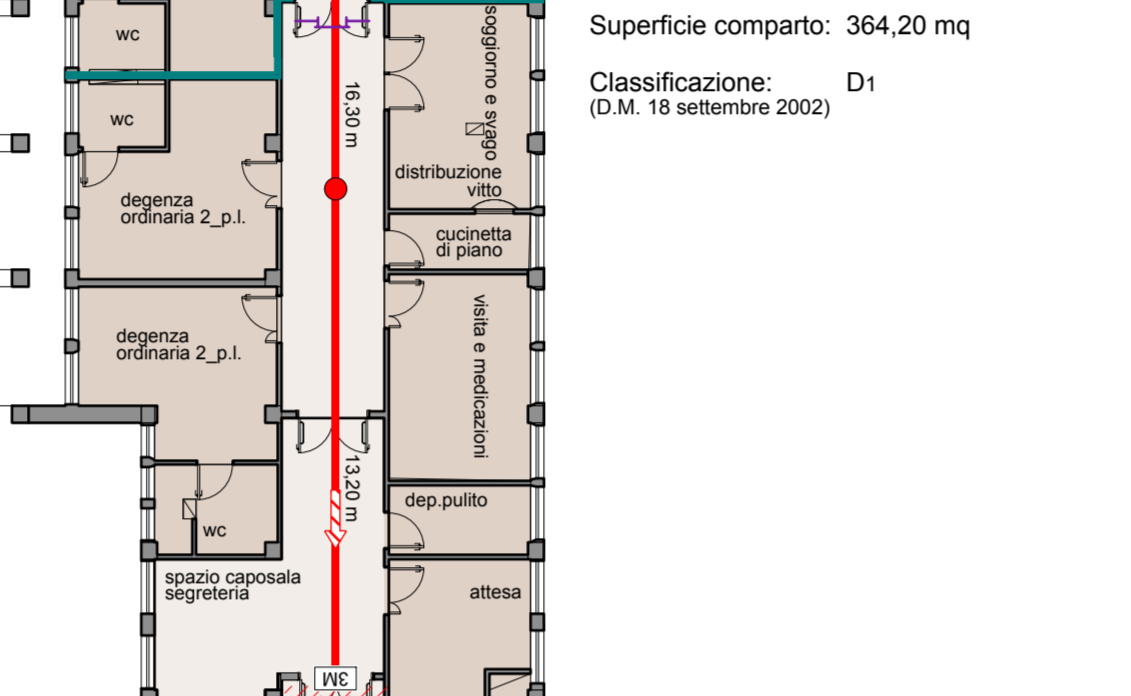 Superficie comparto: 364,20 mq
Classificazione: D1
(D.M. 18 settembre 2002)
wc
wc
16,30 m
soggiorno e svago
distribuzione
vitto
degenza
ordinaria 2_p.l.
cucinetta
di piano
degenza
ordinaria 2_p.l.
visita e medicazioni
13,20 m
dep.pulito
wc
spazio caposala
segreteria
attesa
3M